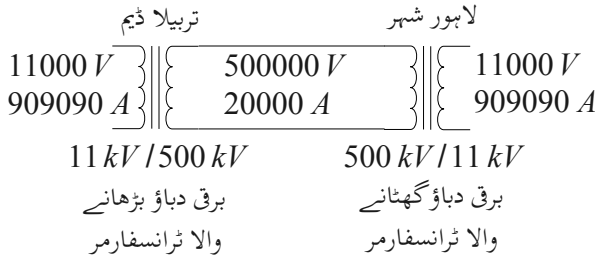 تربیلا ڈیم
لاہور شہر
11000 V
500000 V
11000 V
909090 A
20000 A
909090 A
11 kV / 500 kV
500 kV / 11 kV
برقی دباؤ بڑھانے
والا ٹرانسفارمر
برقی دباؤ گھٹانے
والا ٹرانسفارمر